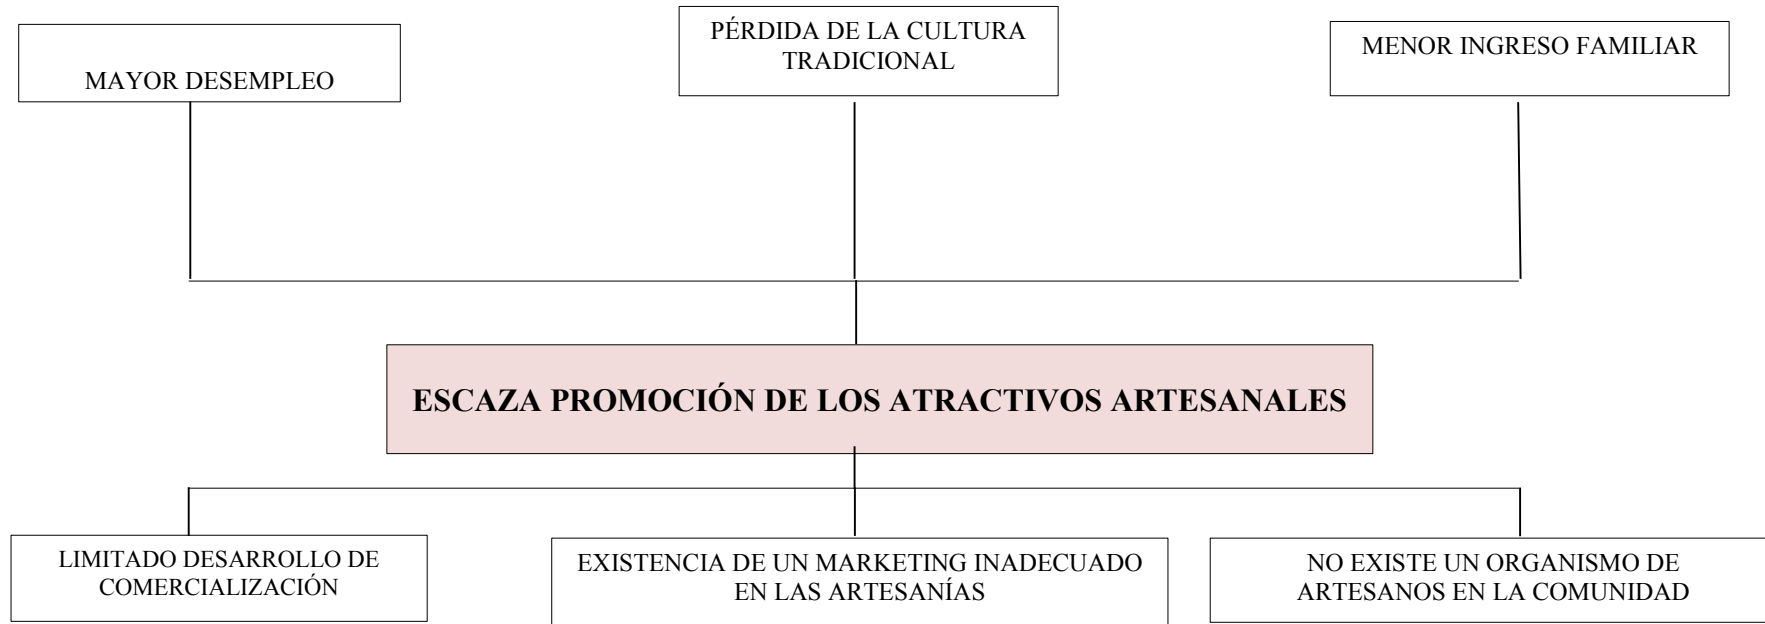 MAYOR DESEMPLEO
PÉRDIDA DE LA CULTURA
TRADICIONAL
MENOR INGRESO FAMILIAR
ESCAZA PROMOCIÓN DE LOS ATRACTIVOS ARTESANALES
LIMITADO DESARROLLO DE
COMERCIALIZACIÓN
EXISTENCIA DE UN MARKETING INADECUADO
EN LAS ARTESANÍAS
NO EXISTE UN ORGANISMO DE
ARTESANOS EN LA COMUNIDAD